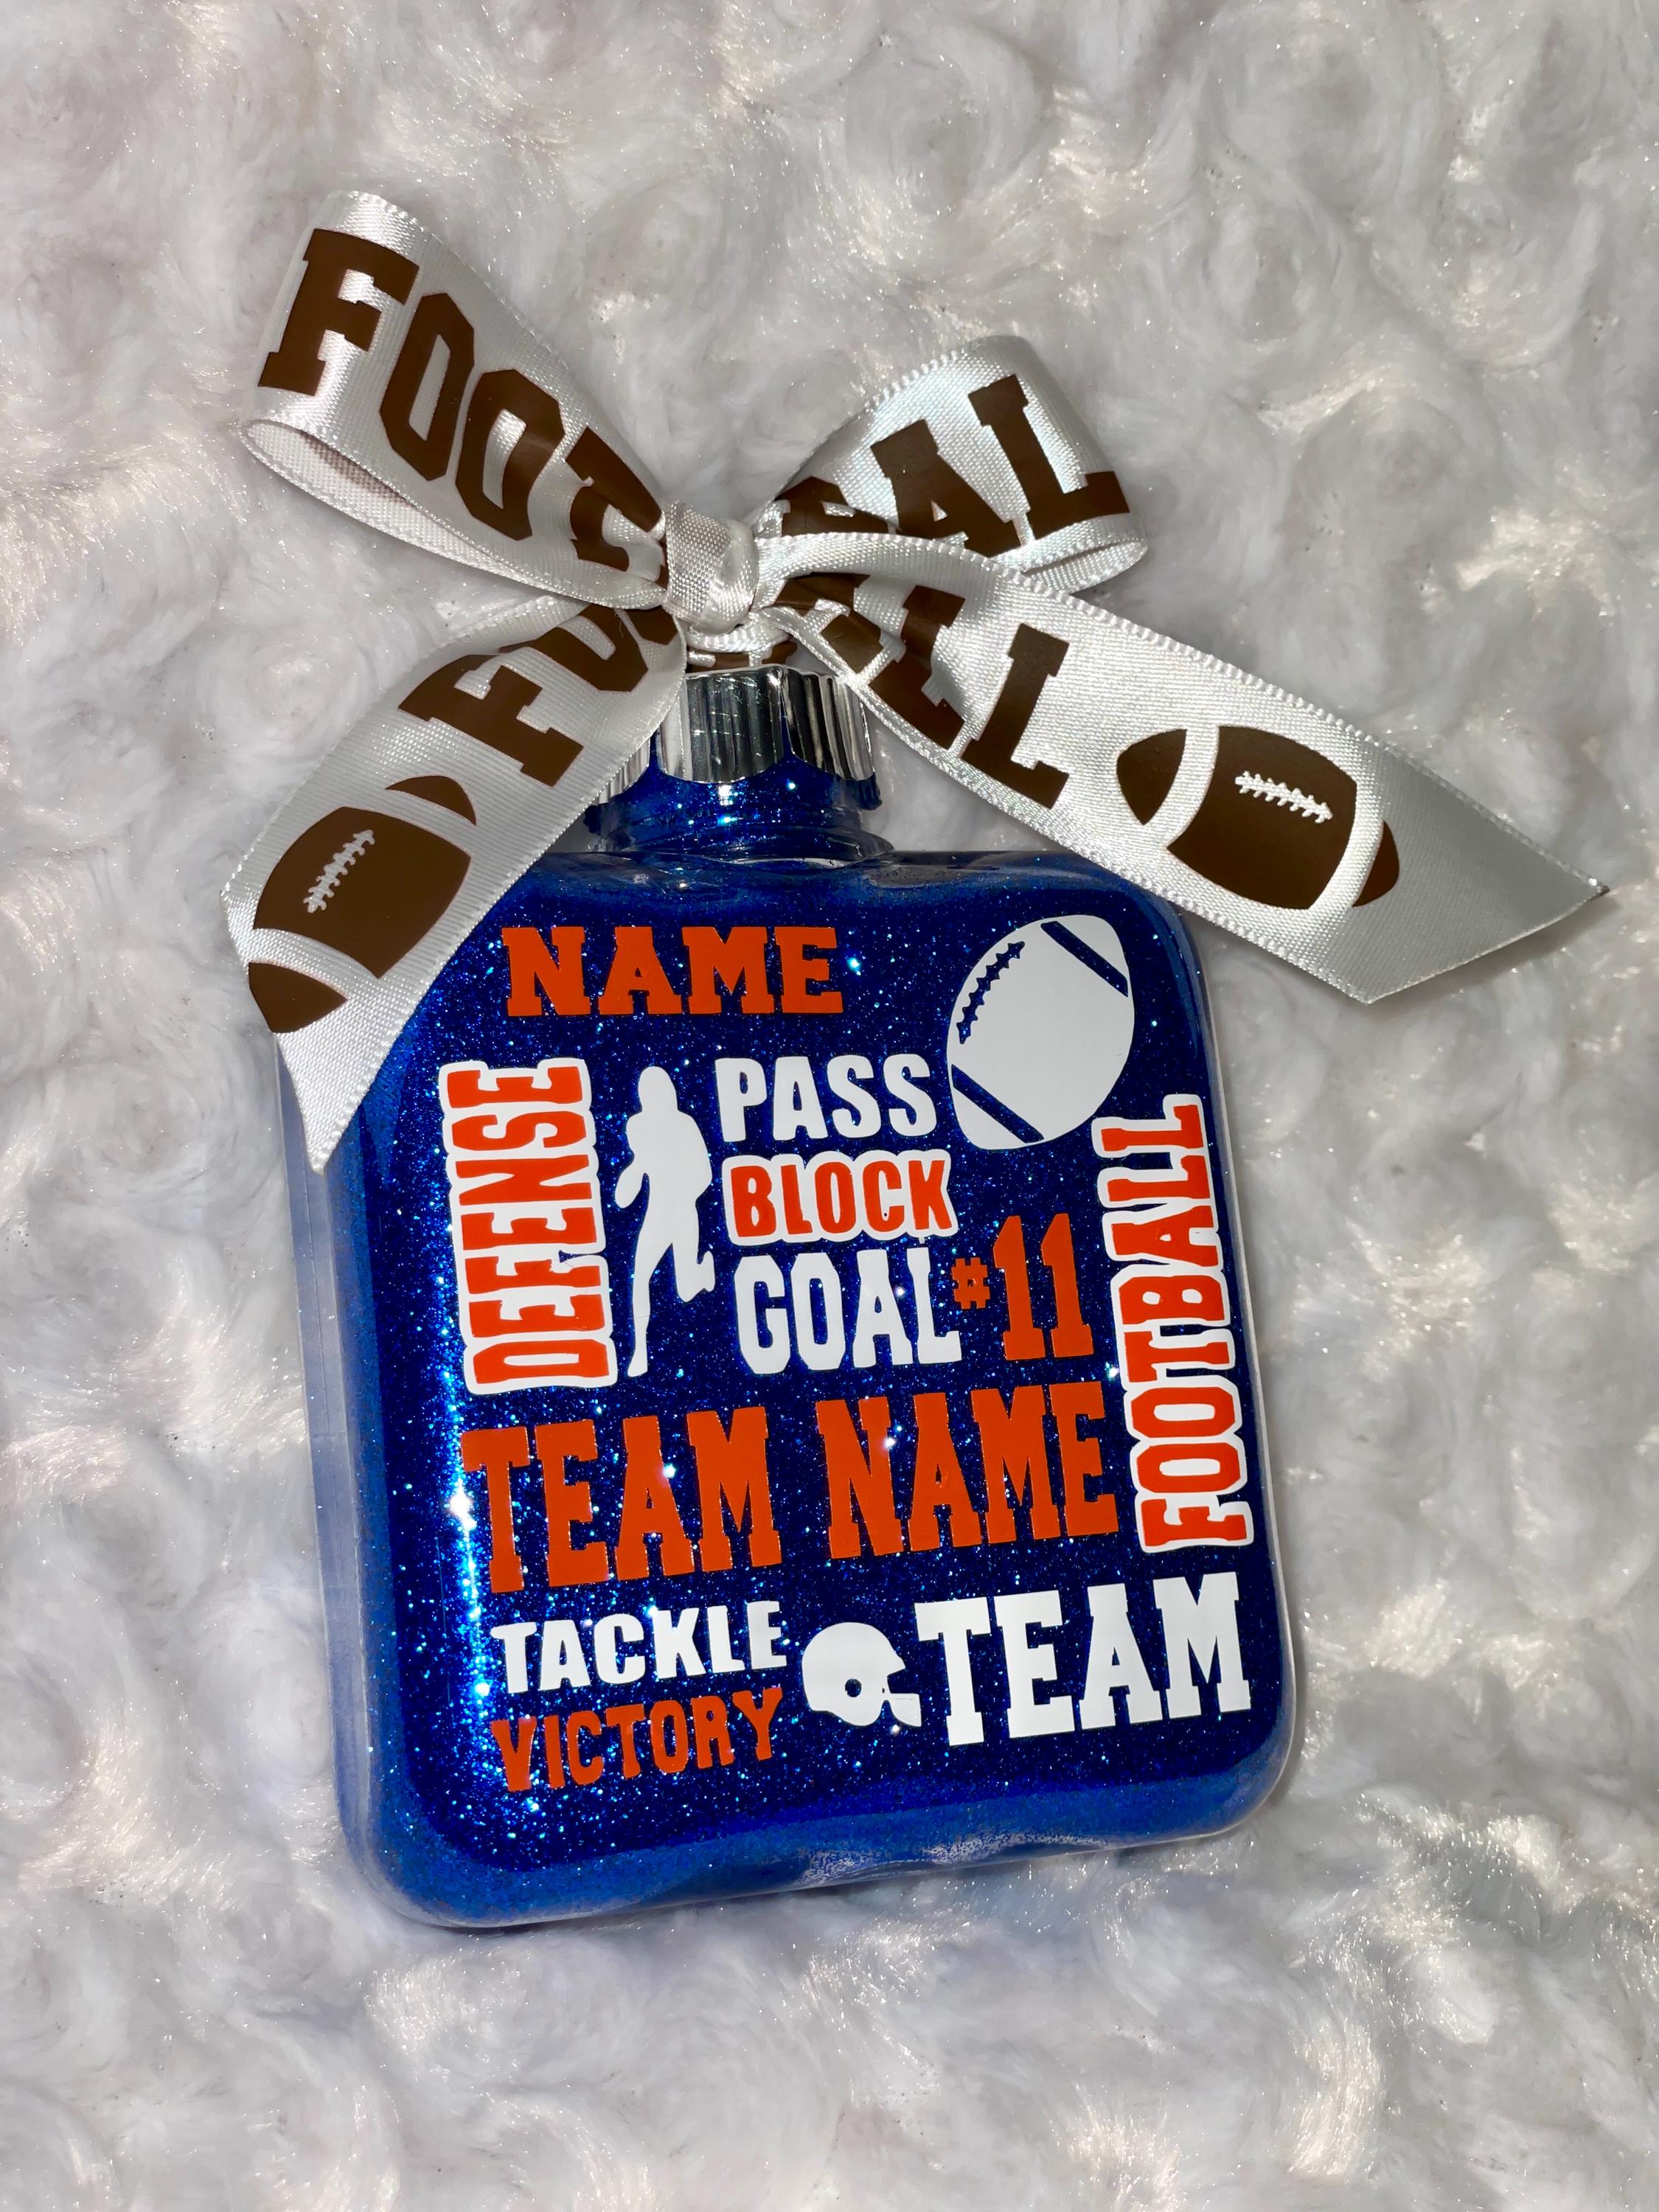 FOOTBALL
FOOTBALL
NAME
DEFENSE
PASS
BLOCK
GOAL
#11
FOOTBALL
TEAM NAME
TACKLE
VICTORY
TEAM